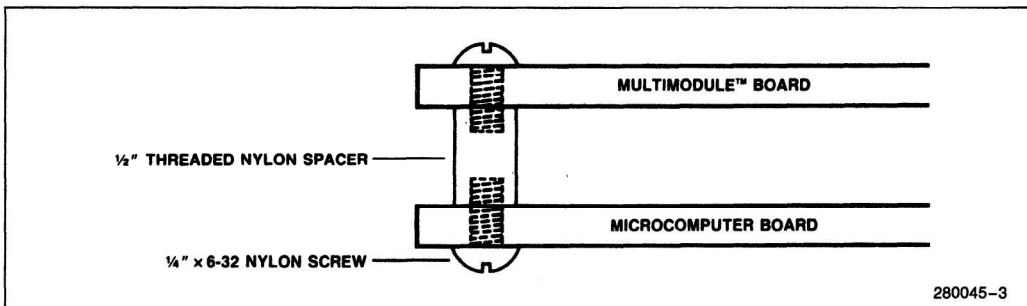 MULTIMODULE™ BOARD
½" THREADED NYLON SPACER
MICROCOMPUTER BOARD
¼" × 6-32 NYLON SCREW
280045-3